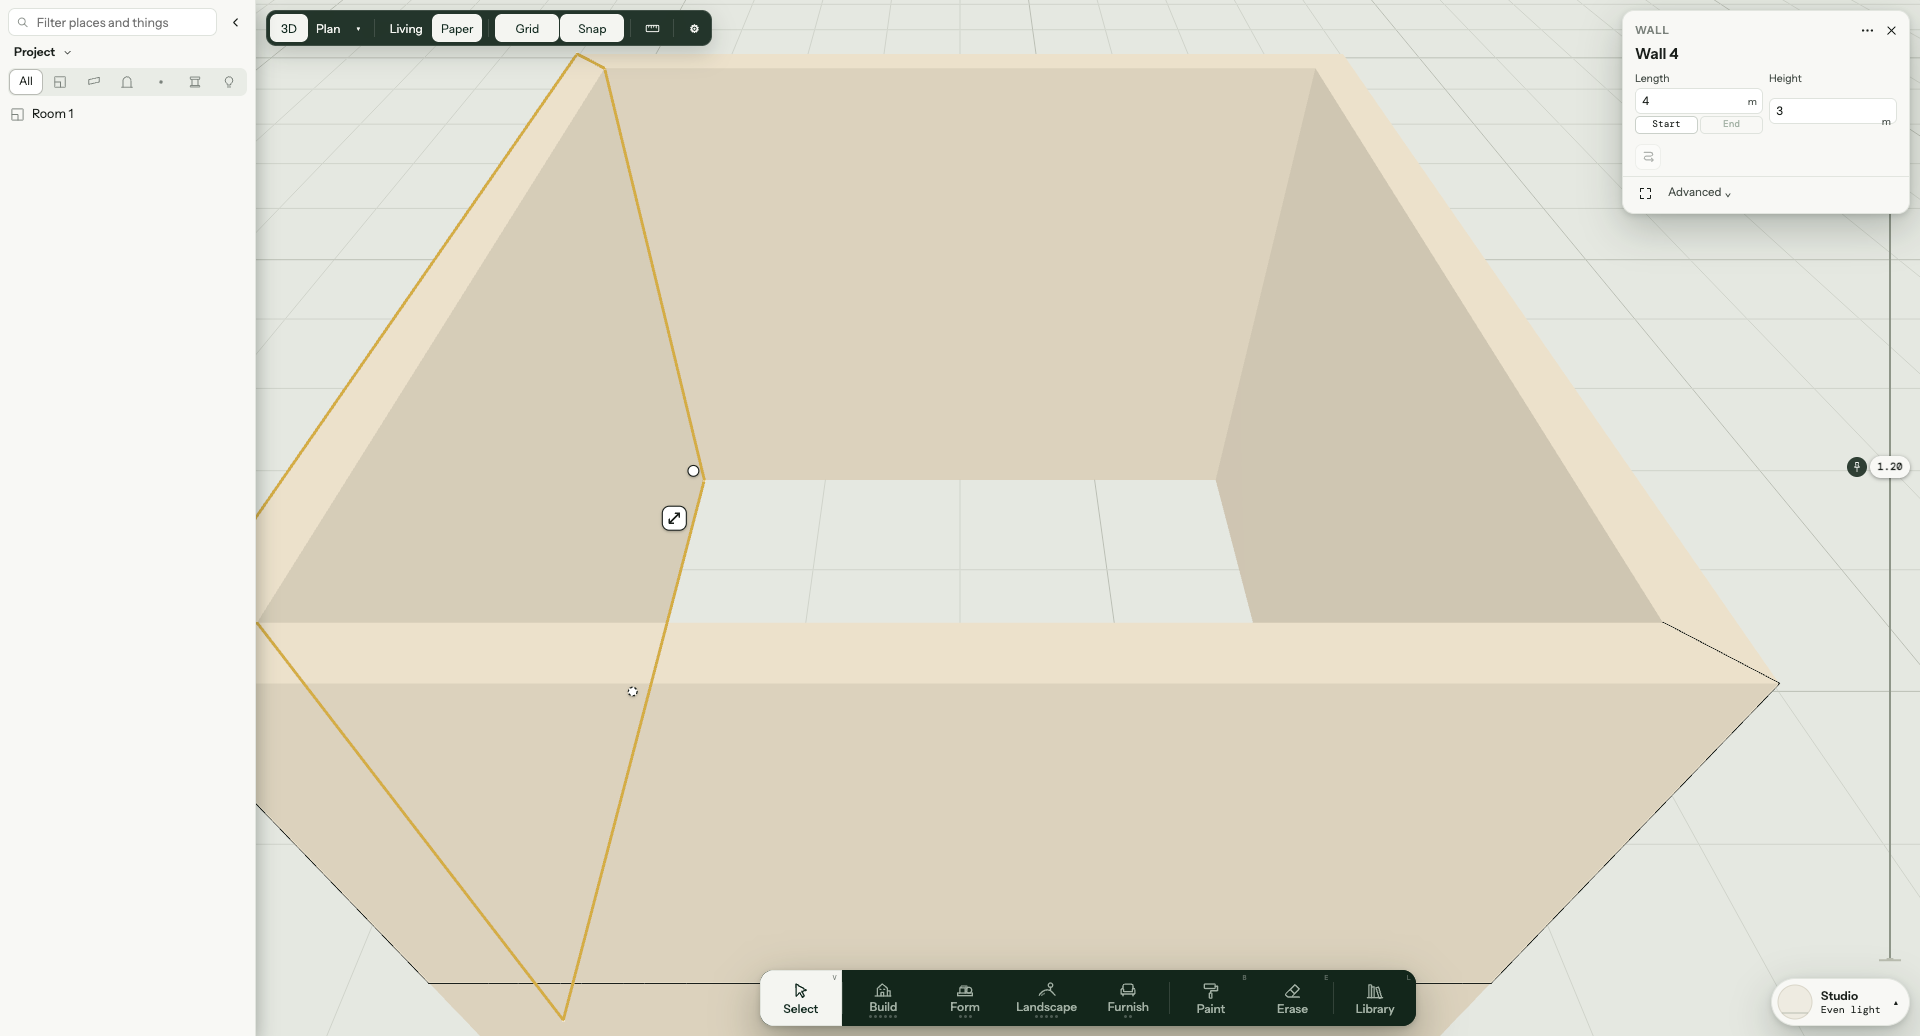 Filter places and things
Project
All
Room 1
3D
Plan
Living
Paper
Grid
Snap
WALL
Wall 4
Length
Height
4 m
3 m
Start
End
Advanced
1.20
V
Select
Build
Form
Landscape
Furnish
B
Paint
E
Erase
L
Library
Studio
Even light